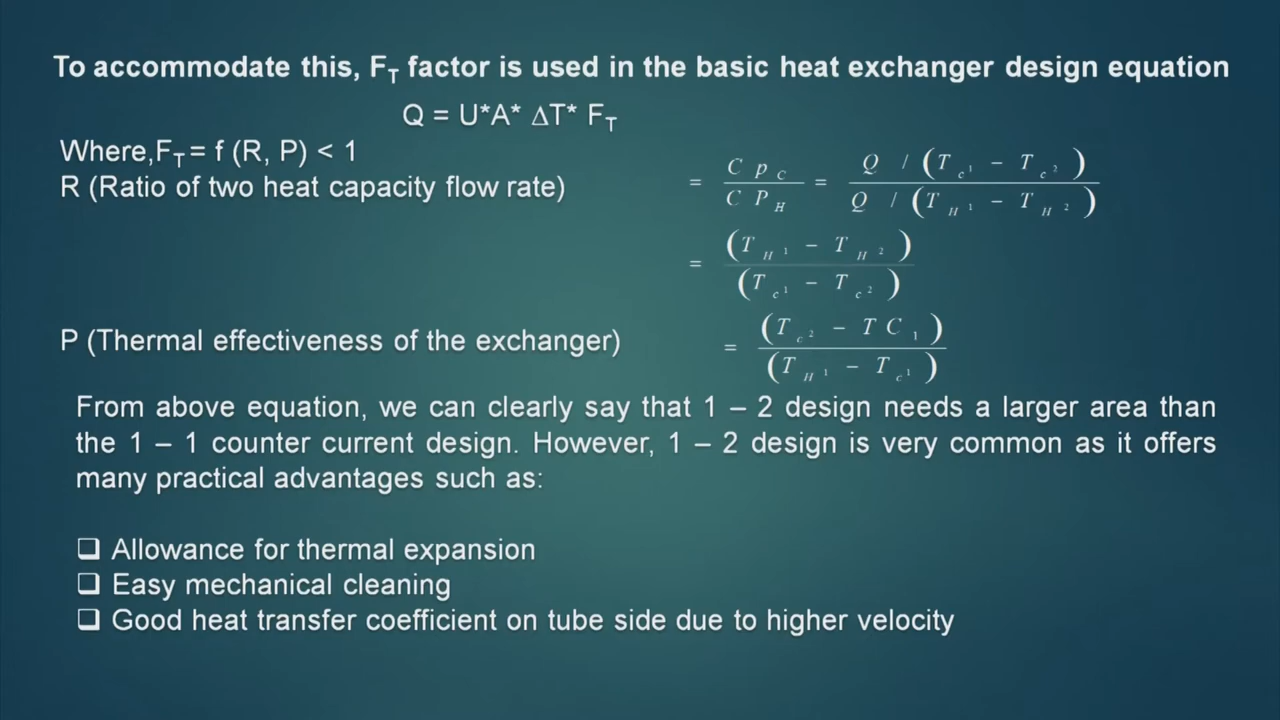 To accommodate this, F_T factor is used in the basic heat exchanger design equation
Q = U*A* ΔT* F_T
Where,F_T = f (R, P) < 1
R (Ratio of two heat capacity flow rate) = C p_C / C P_H = Q / (T_c1 − T_c2) / Q / (T_H1 − T_H2)
= (T_H1 − T_H2) / (T_c1 − T_c2)
P (Thermal effectiveness of the exchanger) = (T_c2 − T C_1) / (T_H1 − T_c1)
From above equation, we can clearly say that 1 – 2 design needs a larger area than
the 1 – 1 counter current design. However, 1 – 2 design is very common as it offers
many practical advantages such as:
❑ Allowance for thermal expansion
❑ Easy mechanical cleaning
❑ Good heat transfer coefficient on tube side due to higher velocity